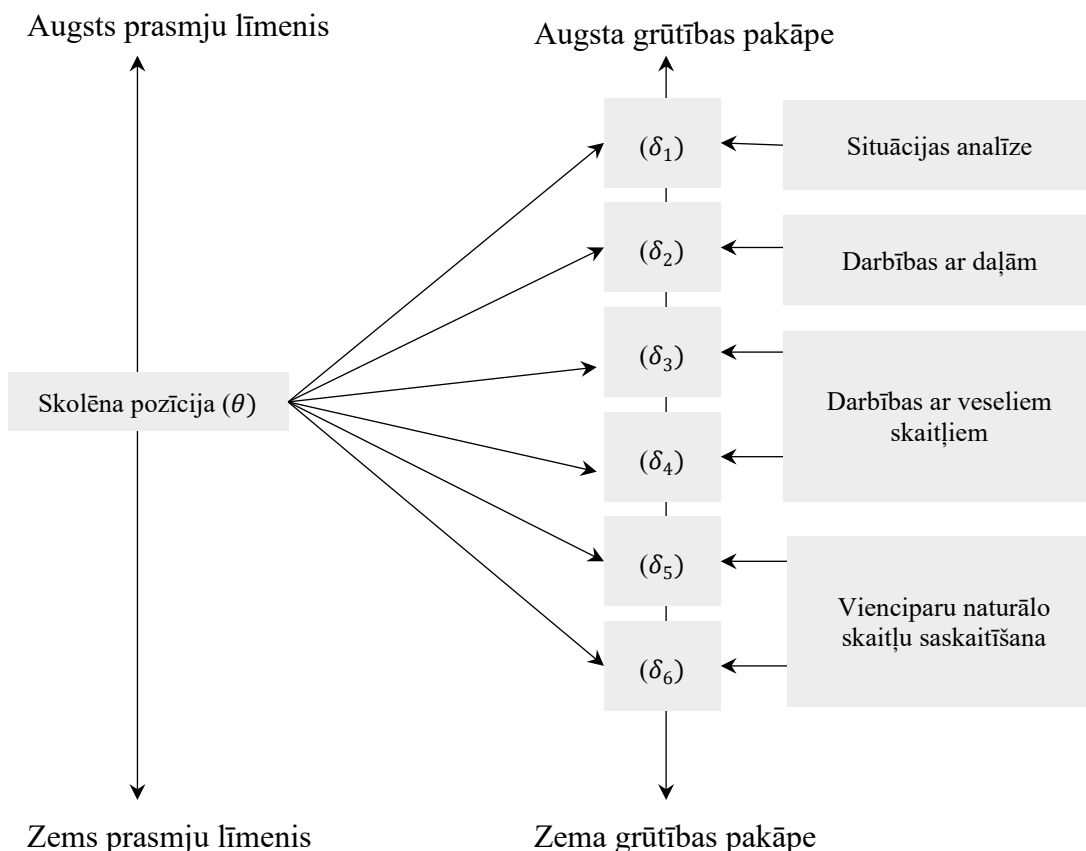 Augsts prasmju līmenis
Augsta grūtības pakāpe
(δ₁)
Situācijas analīze
(δ₂)
Darbības ar daļām
(δ₃)
Skolēna pozīcija (θ)
Darbības ar veseliem
skaitļiem
(δ₄)
(δ₅)
Vienciparu naturālo
skaitļu saskaitīšana
(δ₆)
Zems prasmju līmenis
Zema grūtības pakāpe